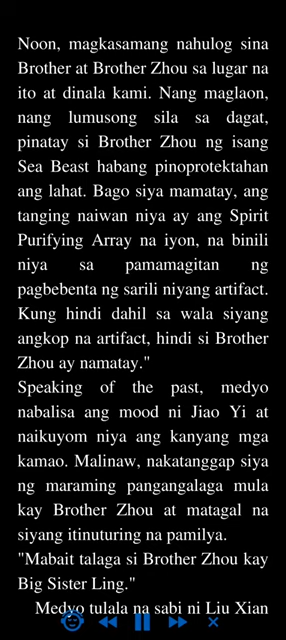 Noon, magkasamang nahulog sina
Brother at Brother Zhou sa lugar na
ito at dinala kami. Nang maglaon,
nang lumusong sila sa dagat,
pinatay si Brother Zhou ng isang
Sea Beast habang pinoprotektahan
ang lahat. Bago siya mamatay, ang
tanging naiwan niya ay ang Spirit
Purifying Array na iyon, na binili
niya sa pamamagitan ng
pagbebenta ng sarili niyang artifact.
Kung hindi dahil sa wala siyang
angkop na artifact, hindi si Brother
Zhou ay namatay."
Speaking of the past, medyo
nabalisa ang mood ni Jiao Yi at
naikuyom niya ang kanyang mga
kamao. Malinaw, nakatanggap siya
ng maraming pangangalaga mula
kay Brother Zhou at matagal na
siyang itinuturing na pamilya.
"Mabait talaga si Brother Zhou kay
Big Sister Ling."
Medyo tulala na sabi ni Liu Xian